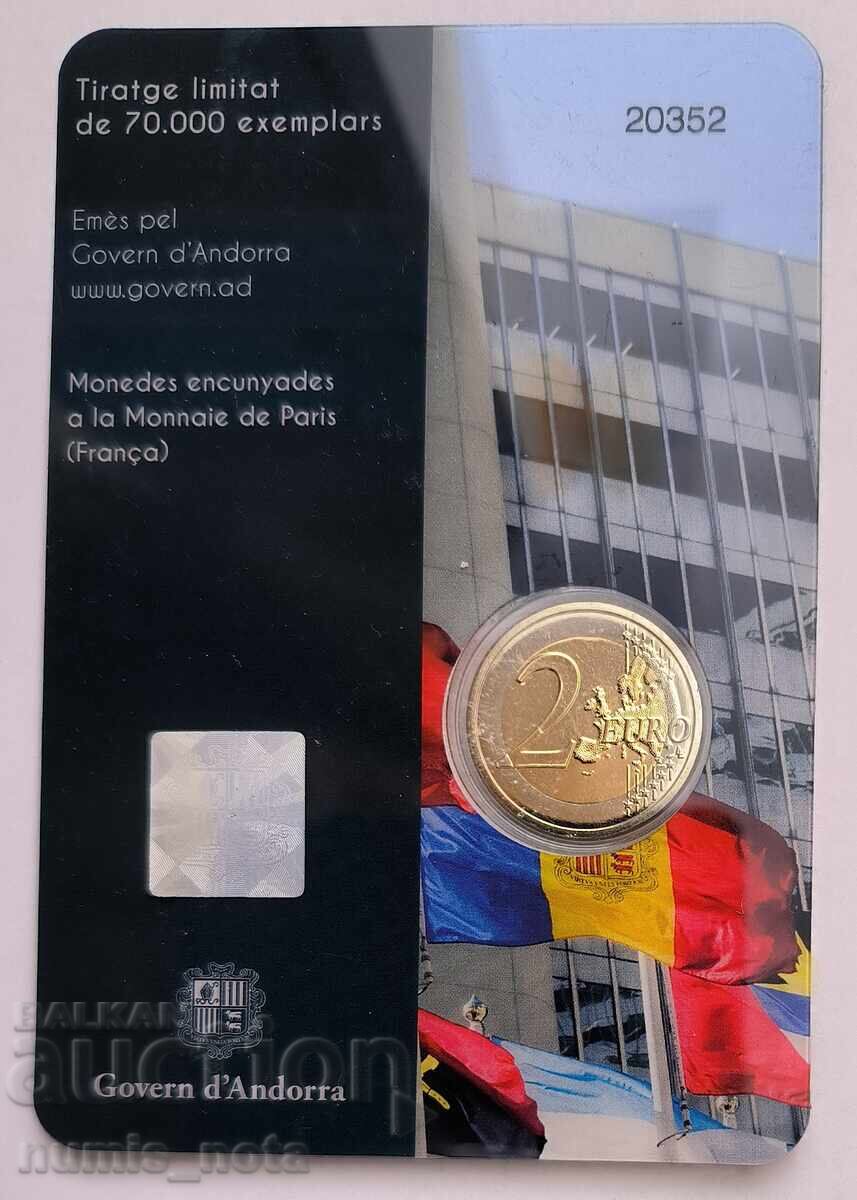 Tiratge limitat
de 70.000 exemplars
20352
Emès pel
Govern d'Andorra
www.govern.ad
Monedes encunyades
a la Monnaie de Paris
(França)
2 EURO
Govern d'Andorra
BALKAN
auction
numis_nota